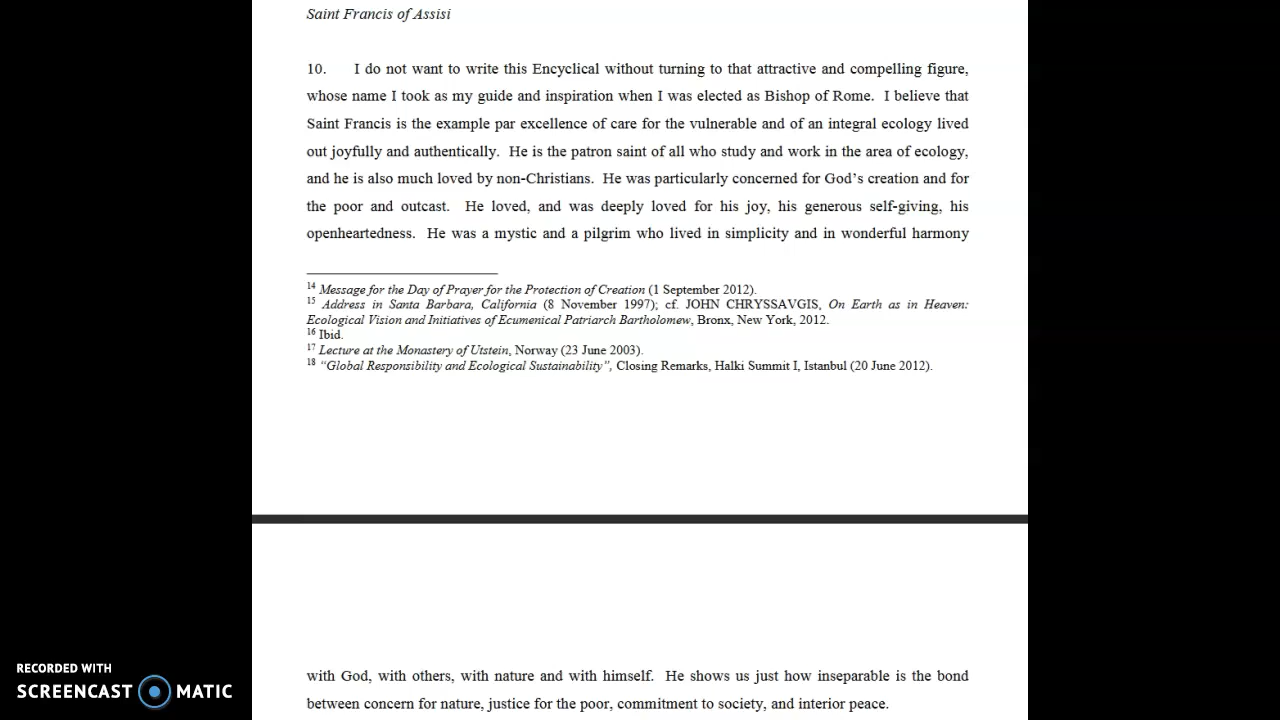 Saint Francis of Assisi
10. I do not want to write this Encyclical without turning to that attractive and compelling figure,
whose name I took as my guide and inspiration when I was elected as Bishop of Rome. I believe that
Saint Francis is the example par excellence of care for the vulnerable and of an integral ecology lived
out joyfully and authentically. He is the patron saint of all who study and work in the area of ecology,
and he is also much loved by non-Christians. He was particularly concerned for God’s creation and for
the poor and outcast. He loved, and was deeply loved for his joy, his generous self-giving, his
openheartedness. He was a mystic and a pilgrim who lived in simplicity and in wonderful harmony
14 Message for the Day of Prayer for the Protection of Creation (1 September 2012).
15 Address in Santa Barbara, California (8 November 1997); cf. JOHN CHRYSSAVGIS, On Earth as in Heaven:
Ecological Vision and Initiatives of Ecumenical Patriarch Bartholomew, Bronx, New York, 2012.
16 Ibid.
17 Lecture at the Monastery of Utstein, Norway (23 June 2003).
18 “Global Responsibility and Ecological Sustainability”, Closing Remarks, Halki Summit I, Istanbul (20 June 2012).
with God, with others, with nature and with himself. He shows us just how inseparable is the bond
between concern for nature, justice for the poor, commitment to society, and interior peace.
RECORDED WITH
SCREENCAST MATIC